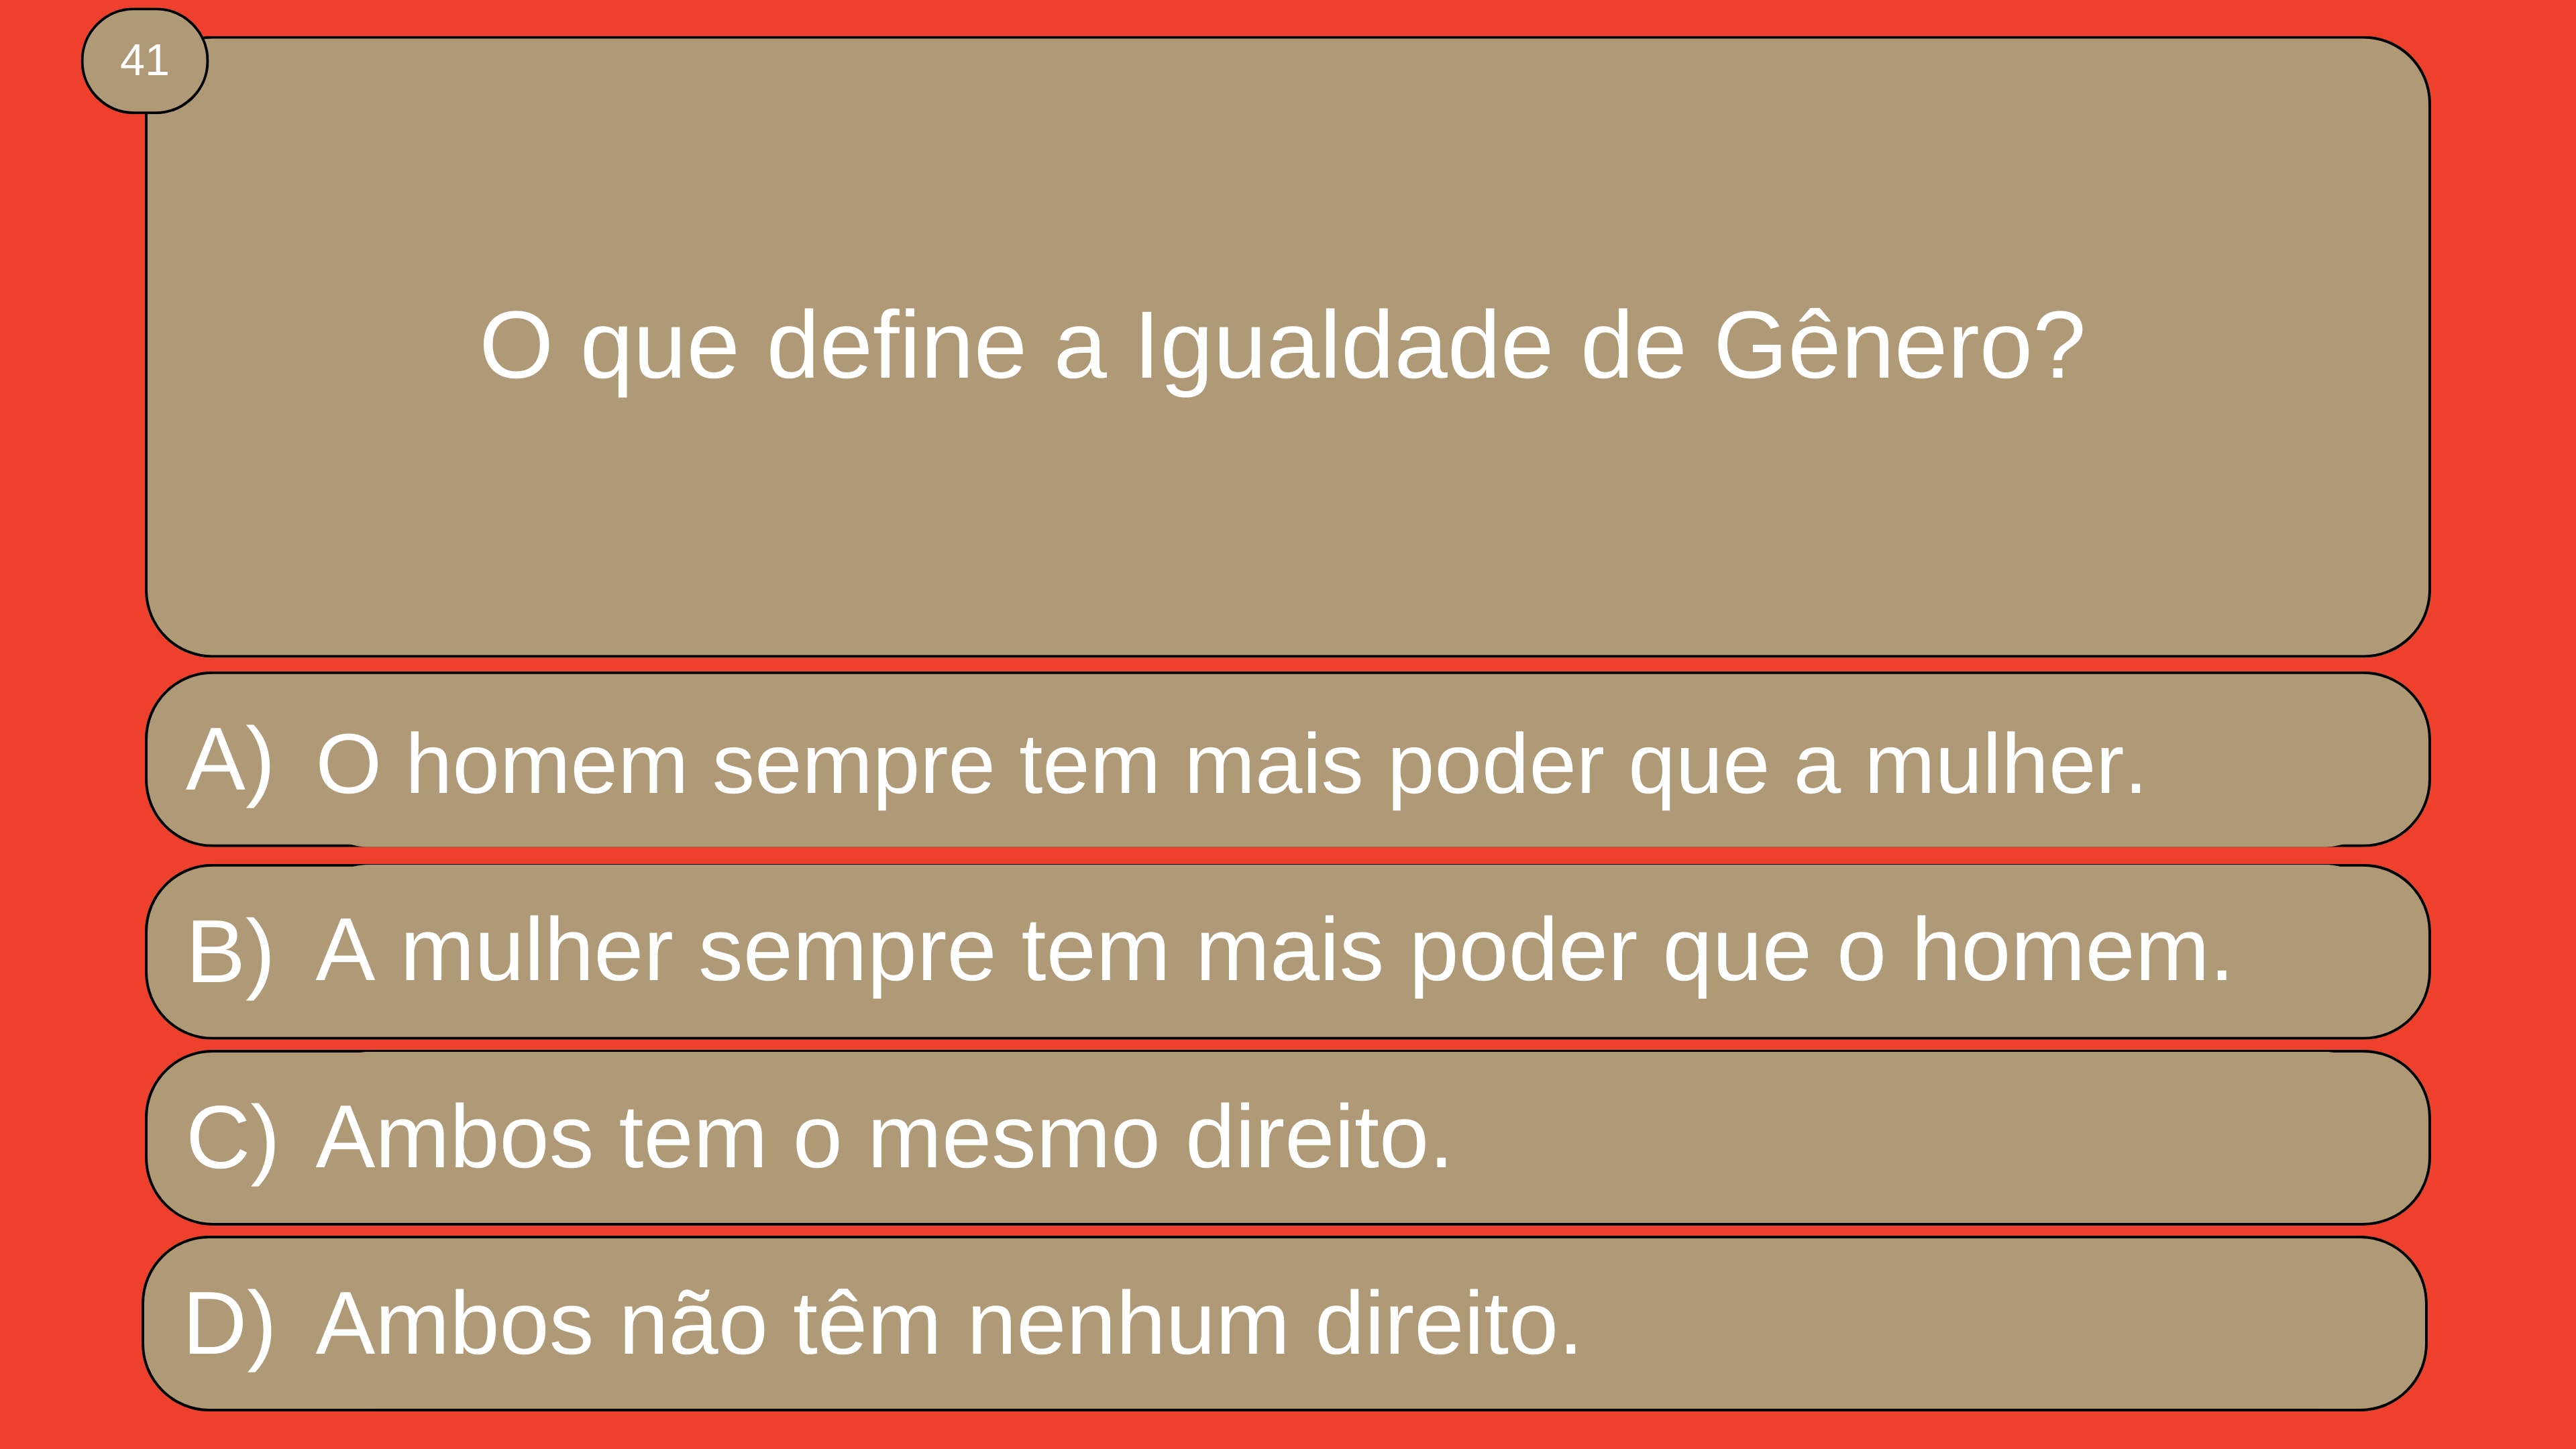 41
O que define a Igualdade de Gênero?
A) O homem sempre tem mais poder que a mulher.
B) A mulher sempre tem mais poder que o homem.
C) Ambos tem o mesmo direito.
D) Ambos não têm nenhum direito.